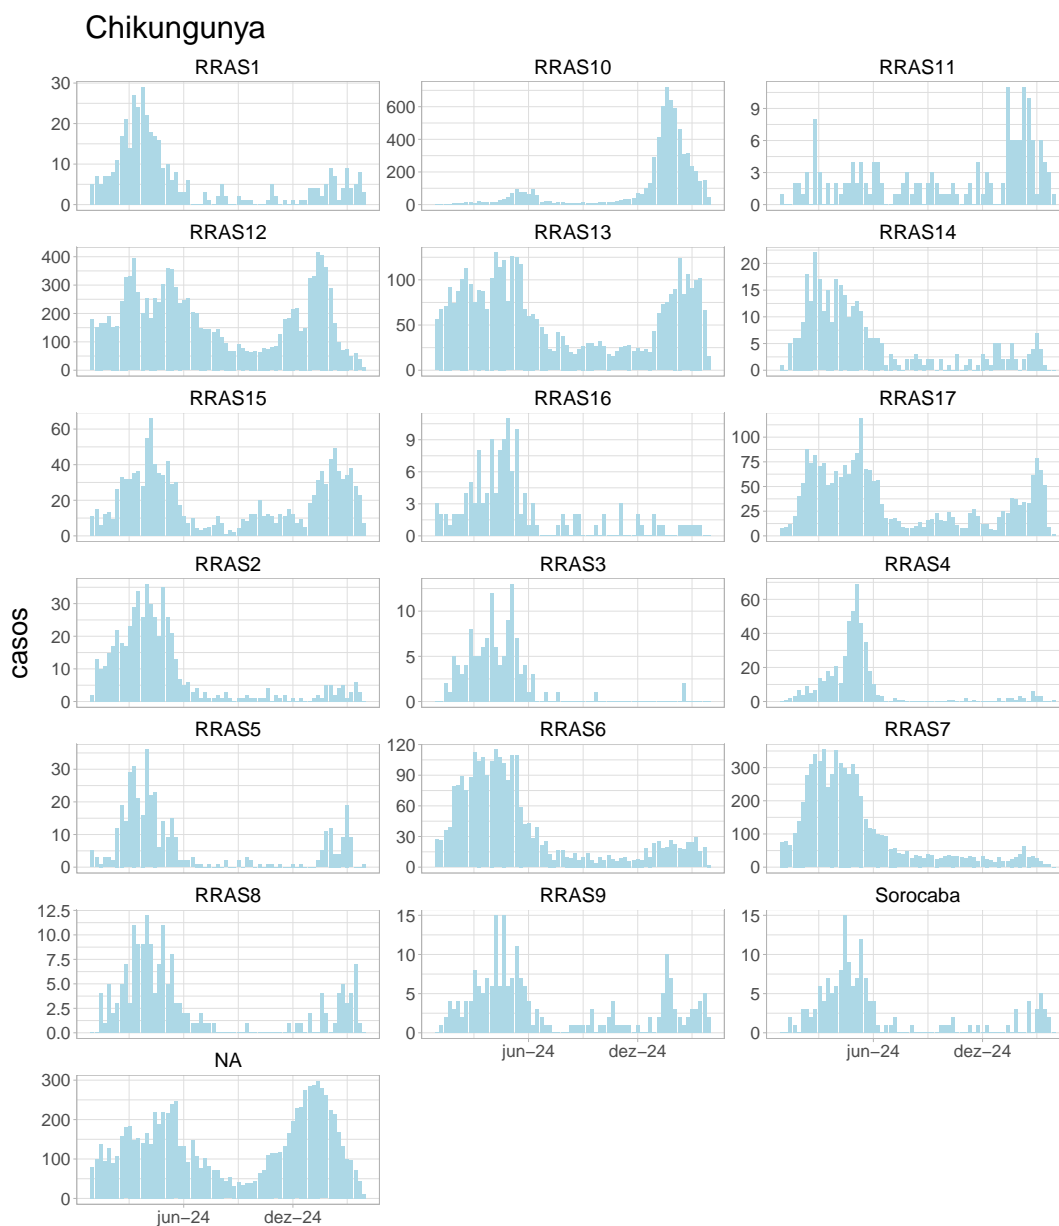 Chikungunya
RRAS1
RRAS10
RRAS11
30
20
10
0
600
400
200
0
9
6
3
0
RRAS12
RRAS13
RRAS14
400
300
200
100
0
100
50
0
20
15
10
5
0
RRAS15
RRAS16
RRAS17
60
40
20
0
9
6
3
0
100
75
50
25
0
RRAS2
RRAS3
RRAS4
30
20
10
0
10
5
0
60
40
20
0
casos
RRAS5
RRAS6
RRAS7
30
20
10
0
120
90
60
30
0
300
200
100
0
RRAS8
RRAS9
Sorocaba
12.5
10.0
7.5
5.0
2.5
0.0
15
10
5
0
15
10
5
0
jun−24
dez−24
jun−24
dez−24
NA
300
200
100
0
jun−24
dez−24